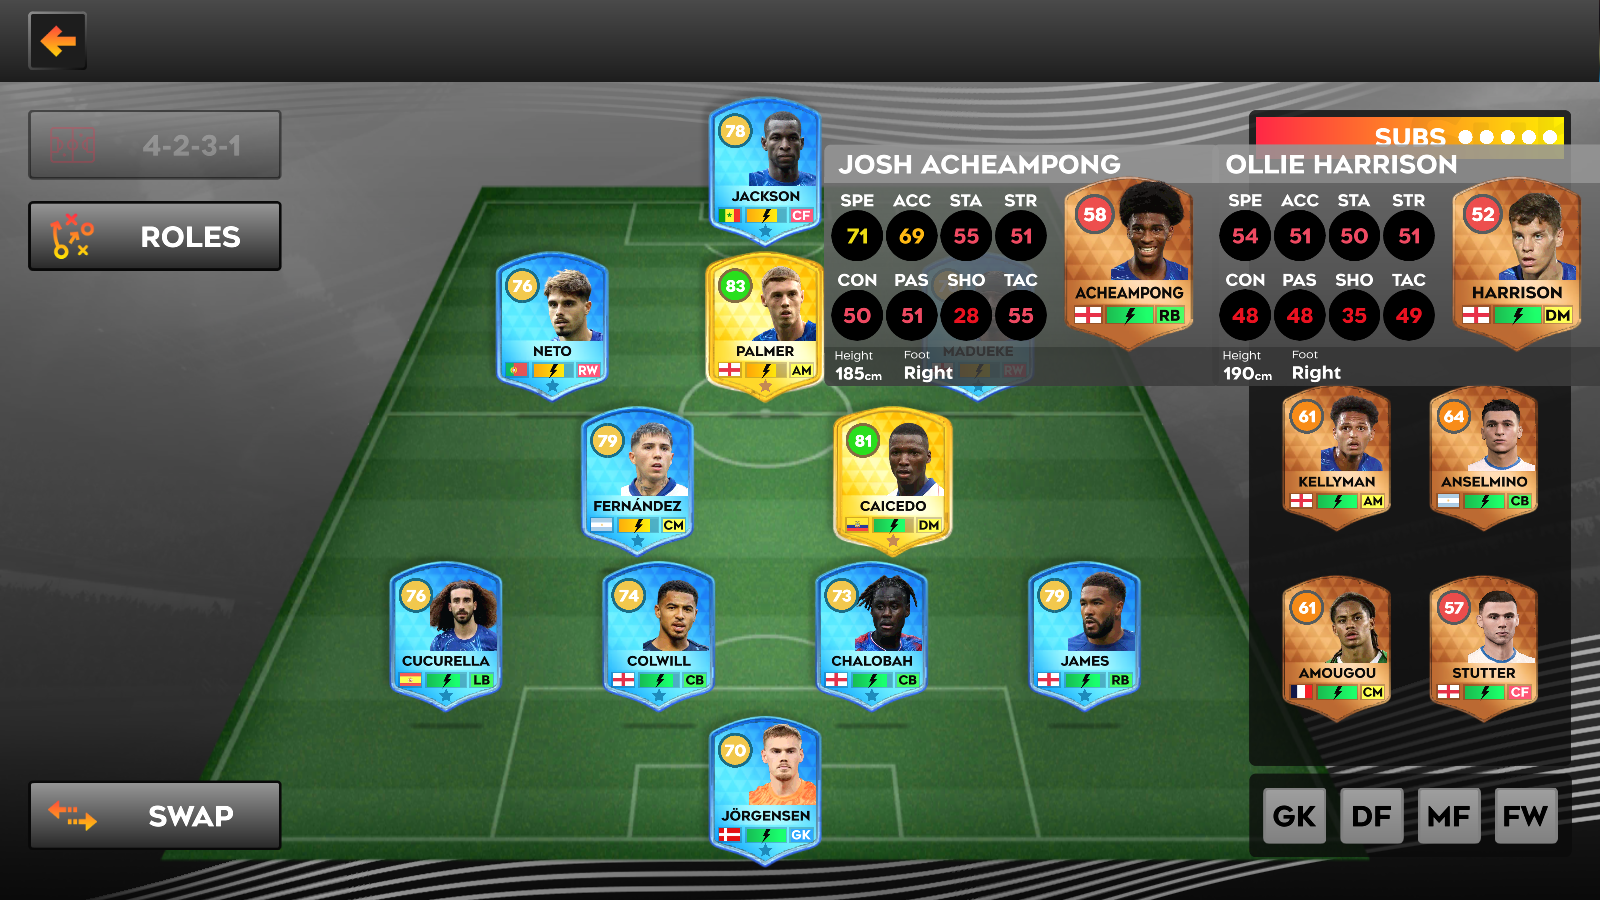 4-2-3-1
ROLES
SWAP
78
JACKSON
CF
76
NETO
RW
83
PALMER
AM
MADUEKE
RW
79
FERNÁNDEZ
CM
81
CAICEDO
DM
76
CUCURELLA
LB
74
COLWILL
CB
73
CHALOBAH
CB
79
JAMES
RB
70
JÖRGENSEN
GK
SUBS
JOSH ACHEAMPONG
SPE ACC STA STR
71 69 55 51
CON PAS SHO TAC
50 51 28 55
Height Foot
185cm Right
58
ACHEAMPONG
RB
OLLIE HARRISON
SPE ACC STA STR
54 51 50 51
CON PAS SHO TAC
48 48 35 49
Height Foot
190cm Right
52
HARRISON
DM
61
KELLYMAN
AM
64
ANSELMINO
CB
61
AMOUGOU
CM
57
STUTTER
CF
GK DF MF FW